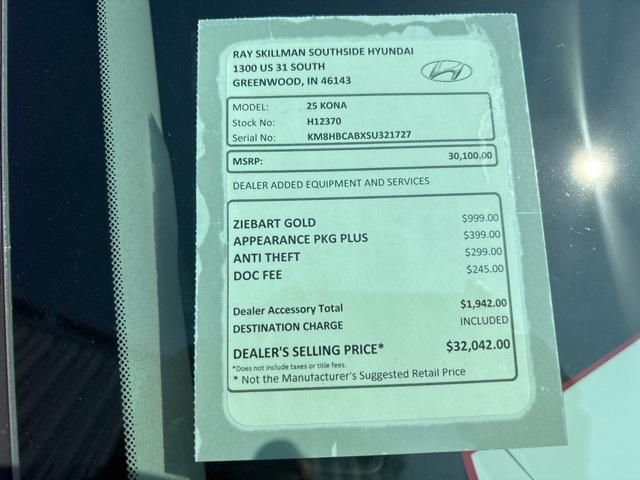 RAY SKILLMAN SOUTHSIDE HYUNDAI
1300 US 31 SOUTH
GREENWOOD, IN 46143
MODEL: 25 KONA
Stock No: H12370
Serial No: KM8HBCABXSU321727
MSRP: 30,100.00
DEALER ADDED EQUIPMENT AND SERVICES
ZIEBART GOLD $999.00
APPEARANCE PKG PLUS $399.00
ANTI THEFT $299.00
DOC FEE $245.00
Dealer Accessory Total $1,942.00
DESTINATION CHARGE INCLUDED
DEALER'S SELLING PRICE* $32,042.00
*Does not include taxes or title fees.
* Not the Manufacturer's Suggested Retail Price